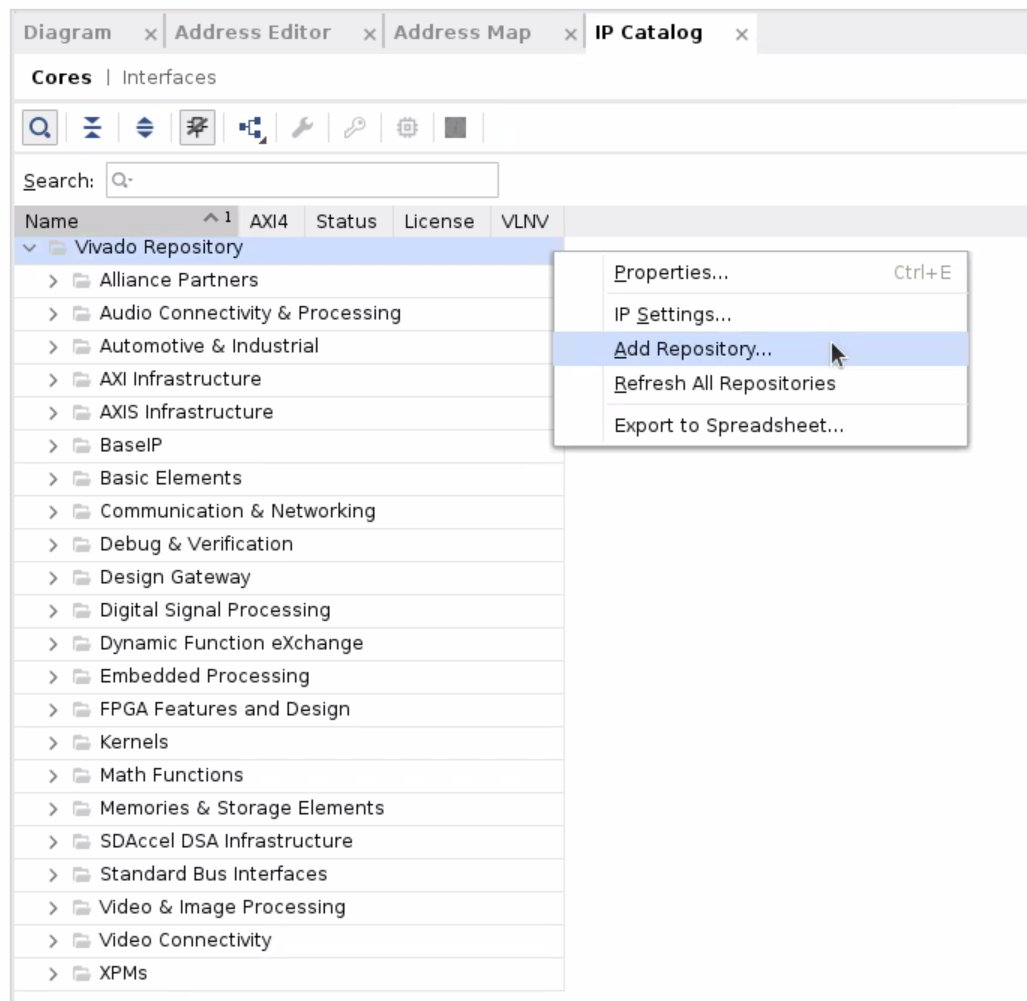 Diagram × Address Editor × Address Map × IP Catalog ×
Cores | Interfaces
Search:
Name 1 AXI4 Status License VLNV
Vivado Repository
Alliance Partners
Audio Connectivity & Processing
Automotive & Industrial
AXI Infrastructure
AXIS Infrastructure
BaseIP
Basic Elements
Communication & Networking
Debug & Verification
Design Gateway
Digital Signal Processing
Dynamic Function eXchange
Embedded Processing
FPGA Features and Design
Kernels
Math Functions
Memories & Storage Elements
SDAccel DSA Infrastructure
Standard Bus Interfaces
Video & Image Processing
Video Connectivity
XPMs
Properties... Ctrl+E
IP Settings...
Add Repository...
Refresh All Repositories
Export to Spreadsheet...